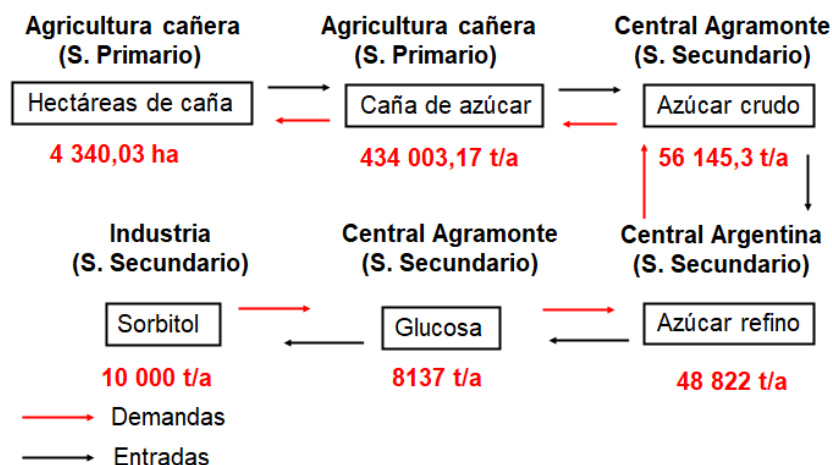 Agricultura cañera
(S. Primario)
Agricultura cañera
(S. Primario)
Central Agramonte
(S. Secundario)
Hectáreas de caña
Caña de azúcar
Azúcar crudo
4 340,03 ha
434 003,17 t/a
56 145,3 t/a
Industria
(S. Secundario)
Central Agramonte
(S. Secundario)
Central Argentina
(S. Secundario)
Sorbitol
Glucosa
Azúcar refino
10 000 t/a
8137 t/a
48 822 t/a
Demandas
Entradas